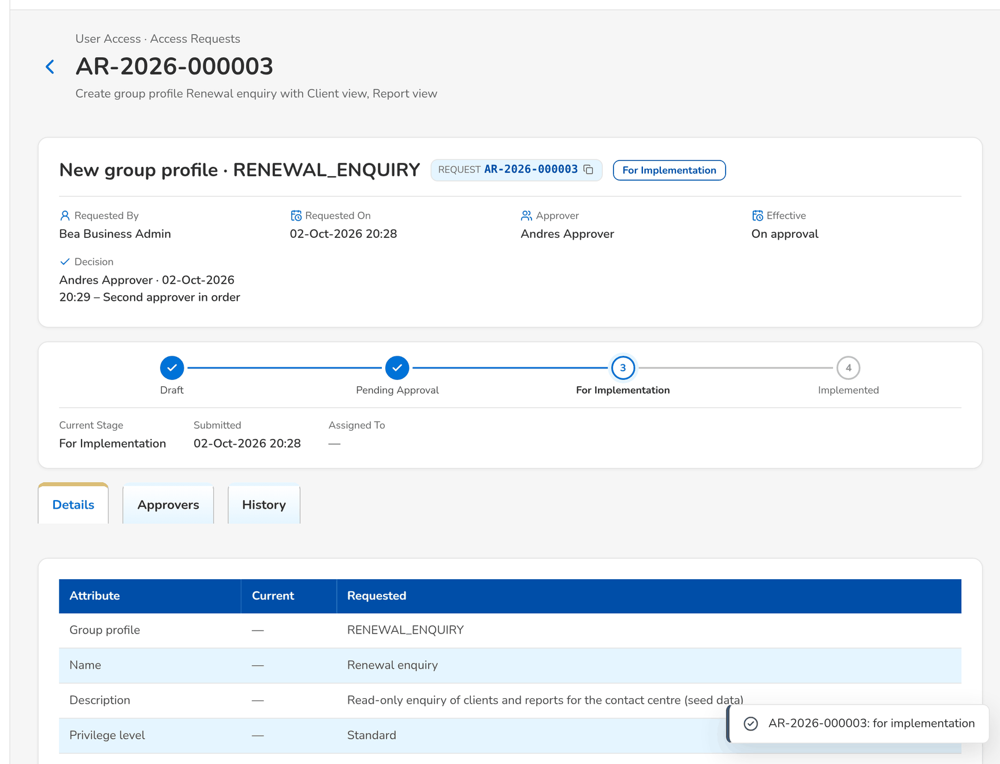 User Access · Access Requests
AR-2026-000003
Create group profile Renewal enquiry with Client view, Report view
New group profile · RENEWAL_ENQUIRY REQUEST AR-2026-000003 For Implementation
Requested By Requested On Approver Effective
Bea Business Admin 02-Oct-2026 20:28 Andres Approver On approval
Decision
Andres Approver · 02-Oct-2026
20:29 – Second approver in order
3 4
Draft Pending Approval For Implementation Implemented
Current Stage Submitted Assigned To
For Implementation 02-Oct-2026 20:28 —
Details Approvers History
Attribute Current Requested
Group profile — RENEWAL_ENQUIRY
Name — Renewal enquiry
Description — Read-only enquiry of clients and reports for the contact centre (seed data)
AR-2026-000003: for implementation
Privilege level — Standard